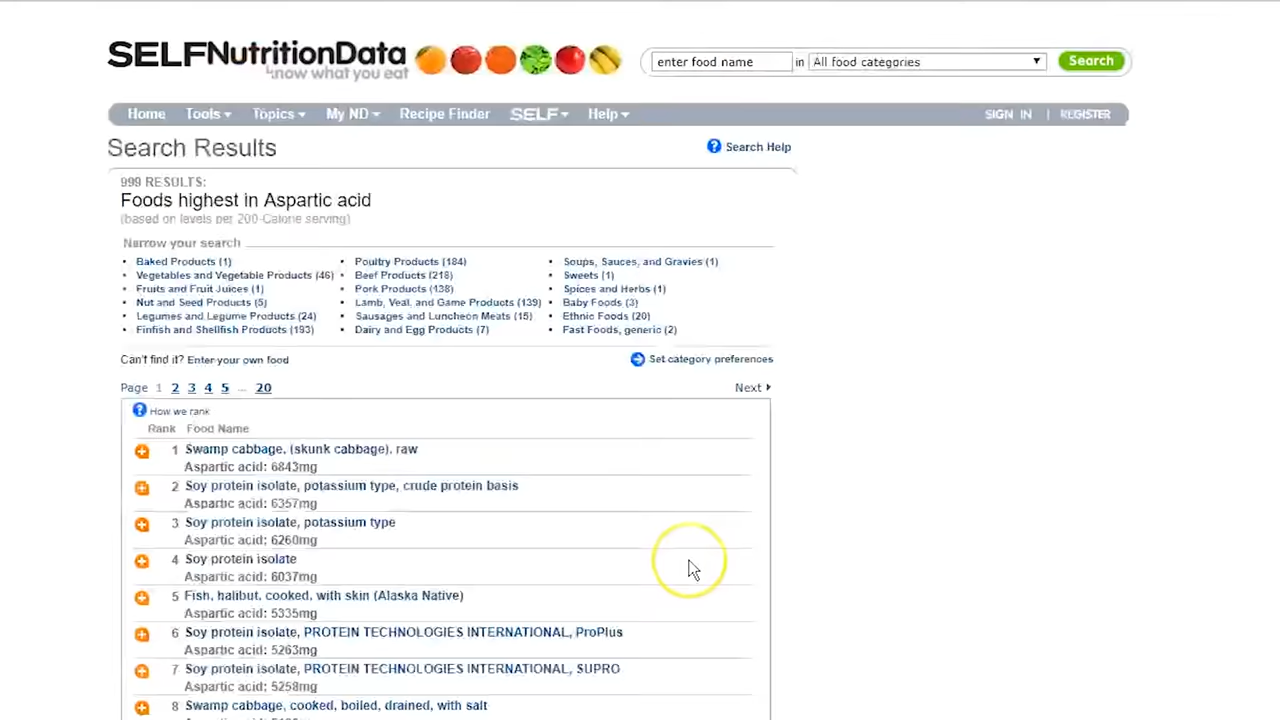 SELFNutritionData
know what you eat
enter food name in All food categories Search
Home Tools Topics My ND Recipe Finder SELF Help SIGN IN | REGISTER
Search Results
Search Help
999 RESULTS:
Foods highest in Aspartic acid
(based on levels per 200-Calorie serving)
Narrow your search
• Baked Products (1) • Poultry Products (184) • Soups, Sauces, and Gravies (1)
• Vegetables and Vegetable Products (46) • Beef Products (218) • Sweets (1)
• Fruits and Fruit Juices (1) • Pork Products (138) • Spices and Herbs (1)
• Nut and Seed Products (5) • Lamb, Veal, and Game Products (139) • Baby Foods (3)
• Legumes and Legume Products (24) • Sausages and Luncheon Meats (15) • Ethnic Foods (20)
• Finfish and Shellfish Products (193) • Dairy and Egg Products (7) • Fast Foods, generic (2)
Can't find it? Enter your own food
Set category preferences
Page 1 2 3 4 5 ... 20 Next
How we rank
Rank Food Name
1 Swamp cabbage, (skunk cabbage), raw
Aspartic acid: 6843mg
2 Soy protein isolate, potassium type, crude protein basis
Aspartic acid: 6357mg
3 Soy protein isolate, potassium type
Aspartic acid: 6260mg
4 Soy protein isolate
Aspartic acid: 6037mg
5 Fish, halibut, cooked, with skin (Alaska Native)
Aspartic acid: 5335mg
6 Soy protein isolate, PROTEIN TECHNOLOGIES INTERNATIONAL, ProPlus
Aspartic acid: 5263mg
7 Soy protein isolate, PROTEIN TECHNOLOGIES INTERNATIONAL, SUPRO
Aspartic acid: 5258mg
8 Swamp cabbage, cooked, boiled, drained, with salt